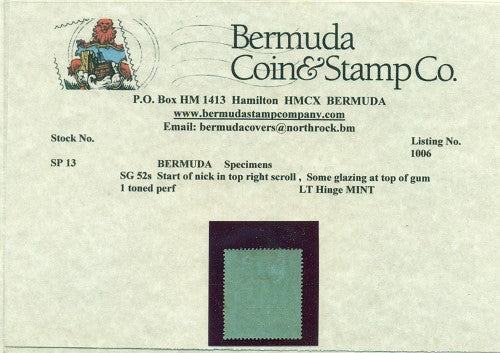 Bermuda
Coin&Stamp Co.
P.O. Box HM 1413 Hamilton HMCX BERMUDA
www.bermudastampcompany.com
Email: bermudacovers@northrock.bm
Stock No. Listing No.
1006
SP 13 BERMUDA Specimens
SG 52s Start of nick in top right scroll , Some glazing at top of gum
1 toned perf LT Hinge MINT